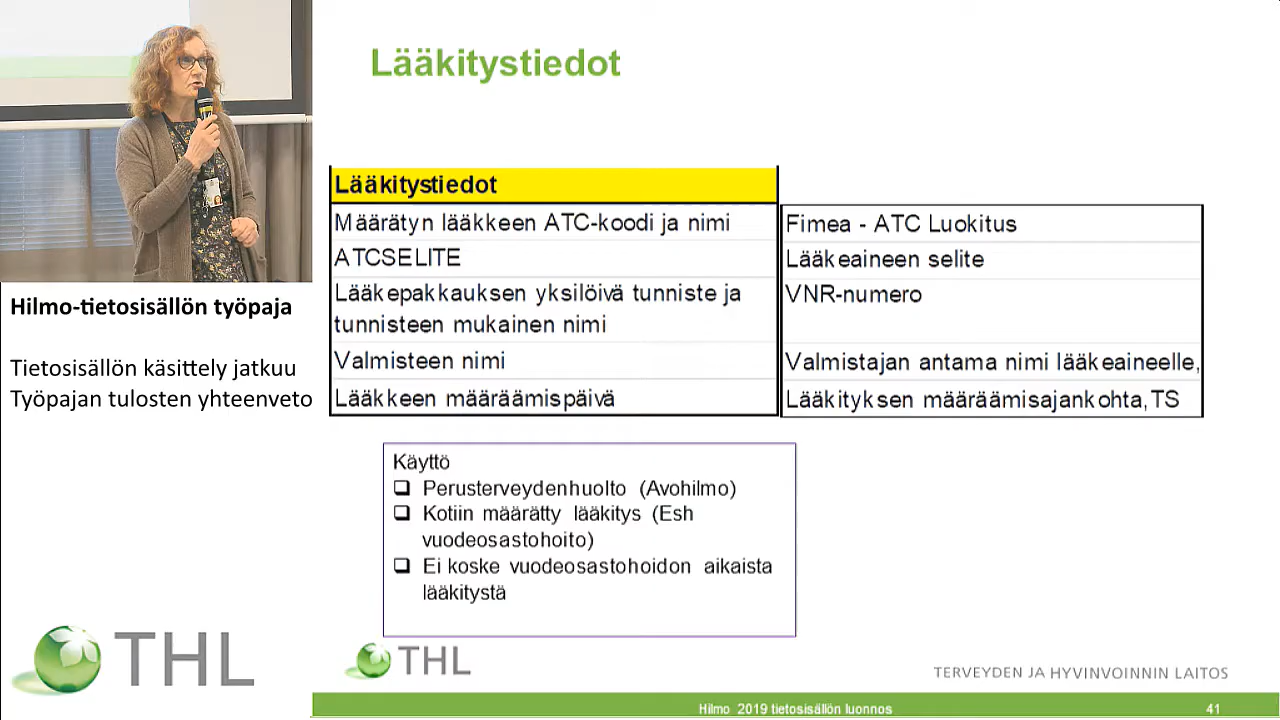 Lääkitystiedot
Lääkitystiedot
Määrätyn lääkkeen ATC-koodi ja nimi
Fimea - ATC Luokitus
ATCSELITE
Lääkeaineen selite
Lääkepakkauksen yksilöivä tunniste ja
tunnisteen mukainen nimi
VNR-numero
Valmisteen nimi
Valmistajan antama nimi lääkeaineelle,
Lääkkeen määräämispäivä
Lääkityksen määräämisajankohta,TS
Hilmo-tietosisällön työpaja
Tietosisällön käsittely jatkuu
Työpajan tulosten yhteenveto
Käyttö
Perusterveydenhuolto (Avohilmo)
Kotiin määrätty lääkitys (Esh
vuodeosastohoito)
Ei koske vuodeosastohoidon aikaista
lääkitystä
THL
THL
TERVEYDEN JA HYVINVOINNIN LAITOS
Hilmo 2019 tietosisällön luonnos
41